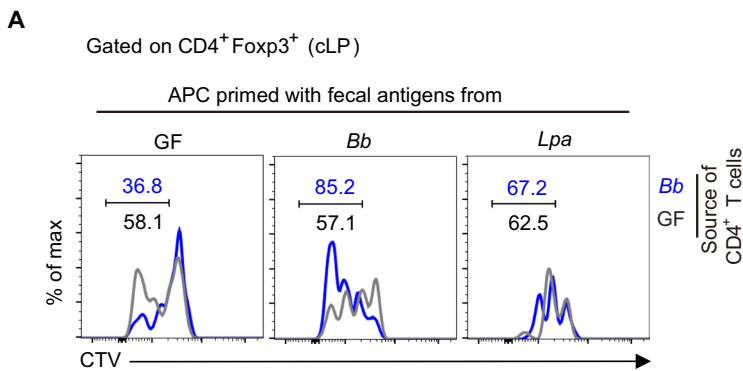 A
Gated on CD4+Foxp3+ (cLP)
APC primed with fecal antigens from
GF Bb Lpa
36.8 85.2 67.2
58.1 57.1 62.5
Bb
GF
Source of
CD4+ T cells
% of max
CTV